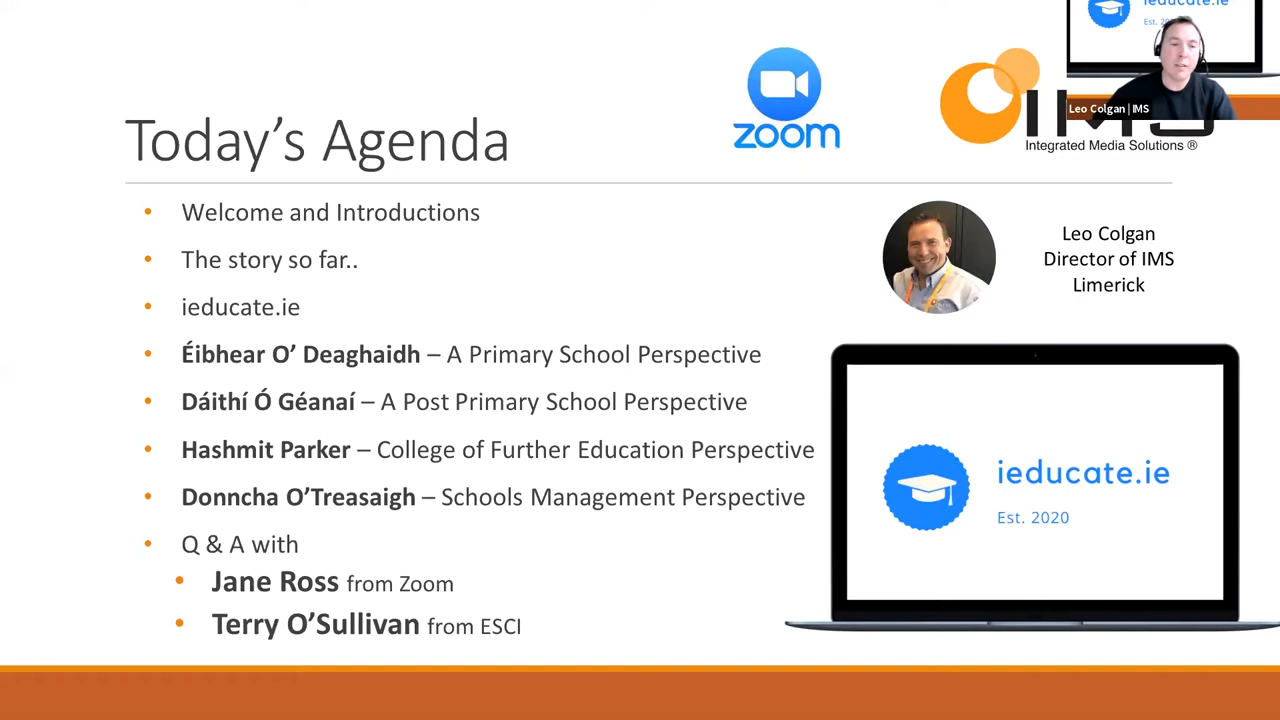 ieducate.ie
zoom
Leo Colgan | IMS
Integrated Media Solutions ®
Today's Agenda
• Welcome and Introductions
• The story so far..
• ieducate.ie
• Éibhear O' Deaghaidh – A Primary School Perspective
• Dáithí Ó Géanaí – A Post Primary School Perspective
• Hashmit Parker – College of Further Education Perspective
• Donncha O'Treasaigh – Schools Management Perspective
• Q & A with
• Jane Ross from Zoom
• Terry O'Sullivan from ESCI
Leo Colgan
Director of IMS
Limerick
ieducate.ie
Est. 2020